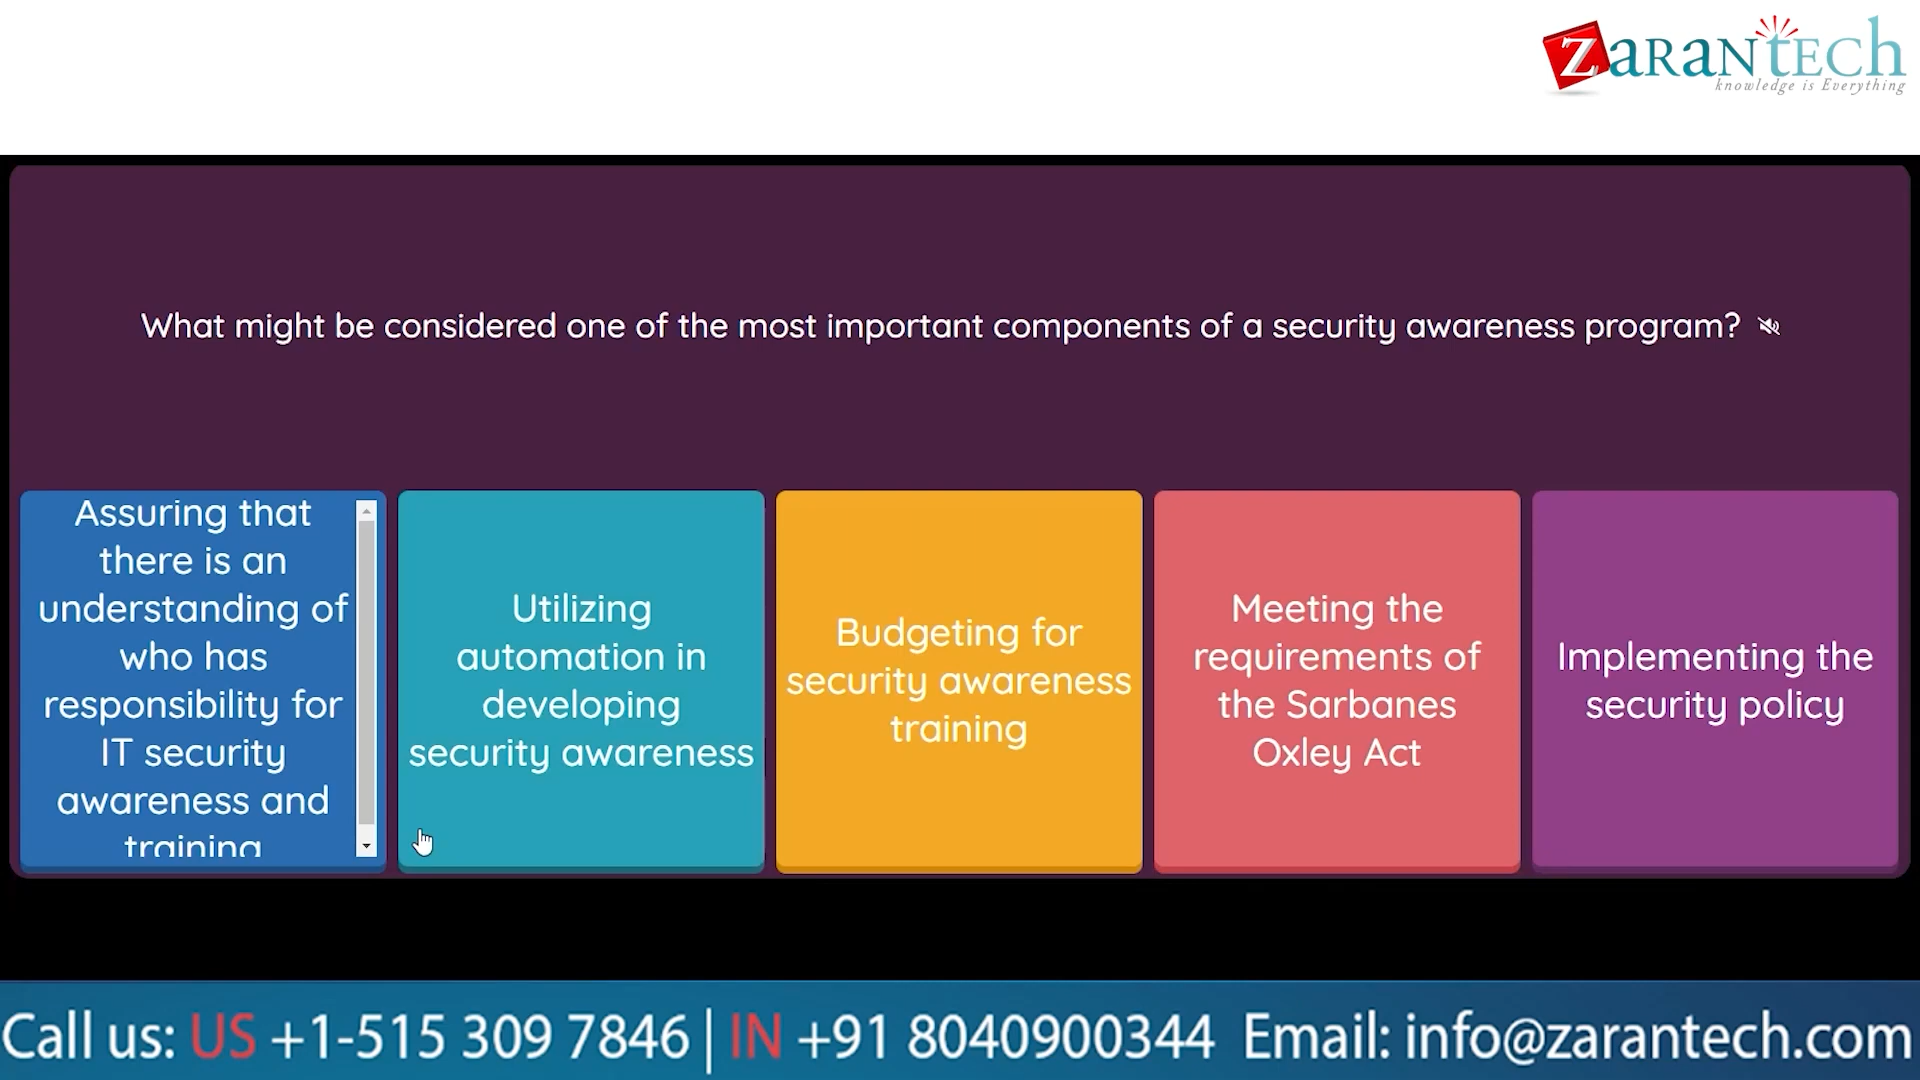 ZaranTech
knowledge is Everything
What might be considered one of the most important components of a security awareness program?
Assuring that
there is an
understanding of
who has
responsibility for
IT security
awareness and
training
Utilizing
automation in
developing
security awareness
Budgeting for
security awareness
training
Meeting the
requirements of
the Sarbanes
Oxley Act
Implementing the
security policy
Call us: US +1-515 309 7846 | IN +91 8040900344 Email: info@zarantech.com